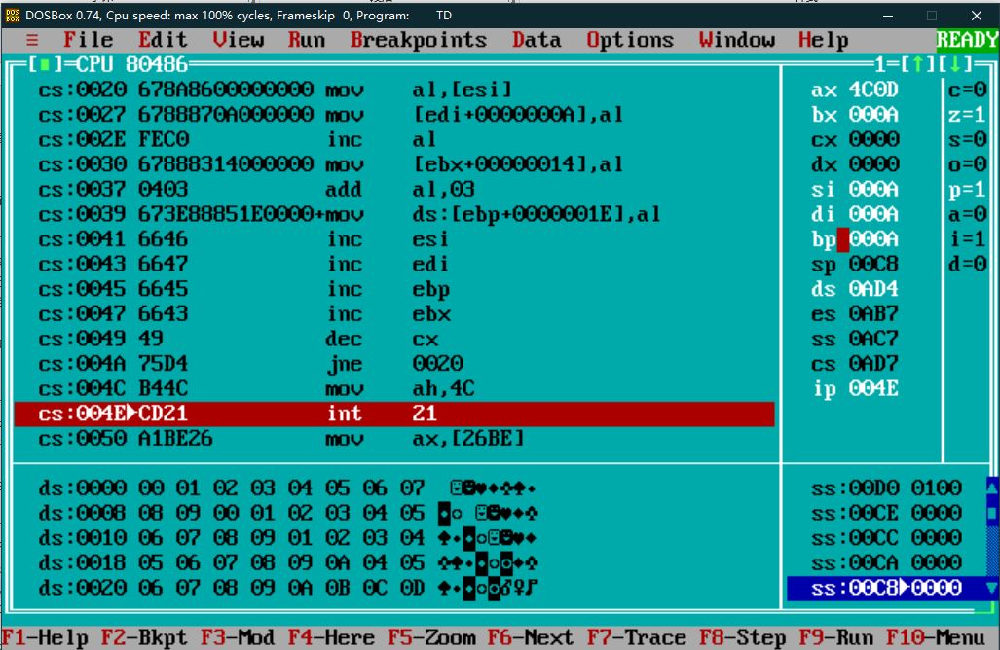 DOSBox 0.74, Cpu speed: max 100% cycles, Frameskip 0, Program: TD
≡ File Edit View Run Breakpoints Data Options Window Help READY
[■]=CPU 80486 1=[↑][↓]
cs:0020 678A8600000000 mov al,[esi] ax 4C0D c=0
cs:0027 6788870A000000 mov [edi+0000000A],al bx 000A z=1
cs:002E FEC0 inc al cx 0000 s=0
cs:0030 67888314000000 mov [ebx+00000014],al dx 0000 o=0
cs:0037 0403 add al,03 si 000A p=1
cs:0039 673E88851E0000+mov ds:[ebp+0000001E],al di 000A a=0
cs:0041 6646 inc esi bp 000A i=1
cs:0043 6647 inc edi sp 00C8 d=0
cs:0045 6645 inc ebp ds 0AD4
cs:0047 6643 inc ebx es 0AB7
cs:0049 49 dec cx ss 0AC7
cs:004A 75D4 jne 0020 cs 0AD7
cs:004C B44C mov ah,4C ip 004E
cs:004E►CD21 int 21
cs:0050 A1BE26 mov ax,[26BE]
ds:0000 00 01 02 03 04 05 06 07 ☺☻♥♦♣♠• ss:00D0 0100
ds:0008 08 09 00 01 02 03 04 05 ◘○ ☺☻♥♦♣ ss:00CE 0000
ds:0010 06 07 08 09 01 02 03 04 ♠•◘○☺☻♥♦ ss:00CC 0000
ds:0018 05 06 07 08 09 0A 04 05 ♣♠•◘○◙♦♣ ss:00CA 0000
ds:0020 06 07 08 09 0A 0B 0C 0D ♠•◘○◙♂♀♪ ss:00C8►0000
F1-Help F2-Bkpt F3-Mod F4-Here F5-Zoom F6-Next F7-Trace F8-Step F9-Run F10-Menu